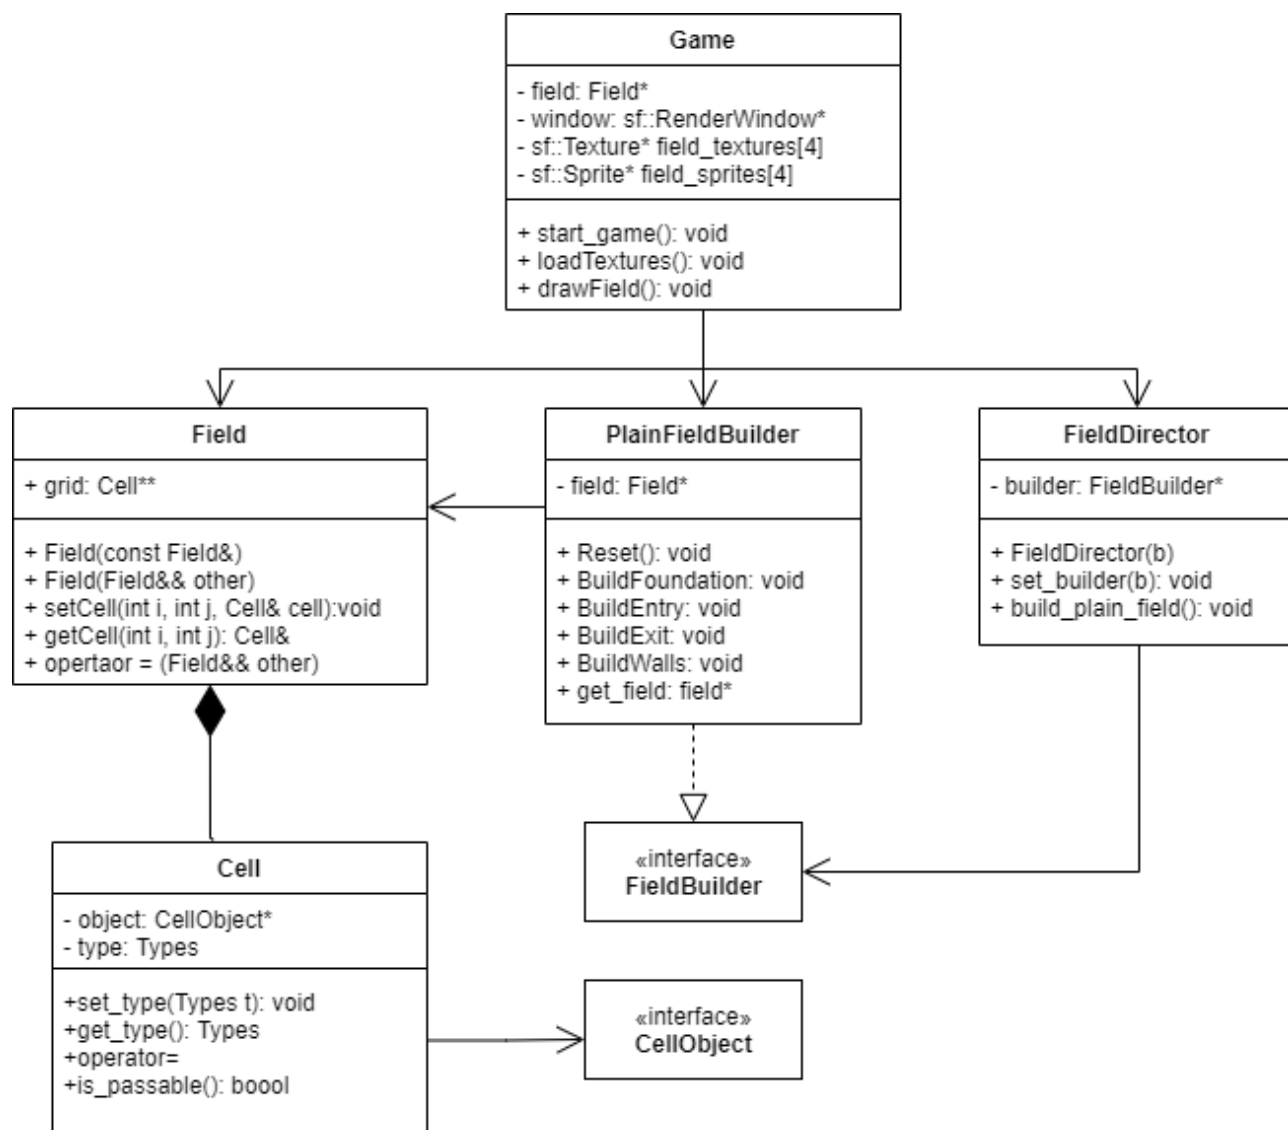 Game
- field: Field*
- window: sf::RenderWindow*
- sf::Texture* field_textures[4]
- sf::Sprite* field_sprites[4]
+ start_game(): void
+ loadTextures(): void
+ drawField(): void
Field
+ grid: Cell**
+ Field(const Field&)
+ Field(Field&& other)
+ setCell(int i, int j, Cell& cell):void
+ getCell(int i, int j): Cell&
+ opertaor = (Field&& other)
PlainFieldBuilder
- field: Field*
+ Reset(): void
+ BuildFoundation: void
+ BuildEntry: void
+ BuildExit: void
+ BuildWalls: void
+ get_field: field*
FieldDirector
- builder: FieldBuilder*
+ FieldDirector(b)
+ set_builder(b): void
+ build_plain_field(): void
Cell
- object: CellObject*
- type: Types
+set_type(Types t): void
+get_type(): Types
+operator=
+is_passable(): boool
«interface»
FieldBuilder
«interface»
CellObject